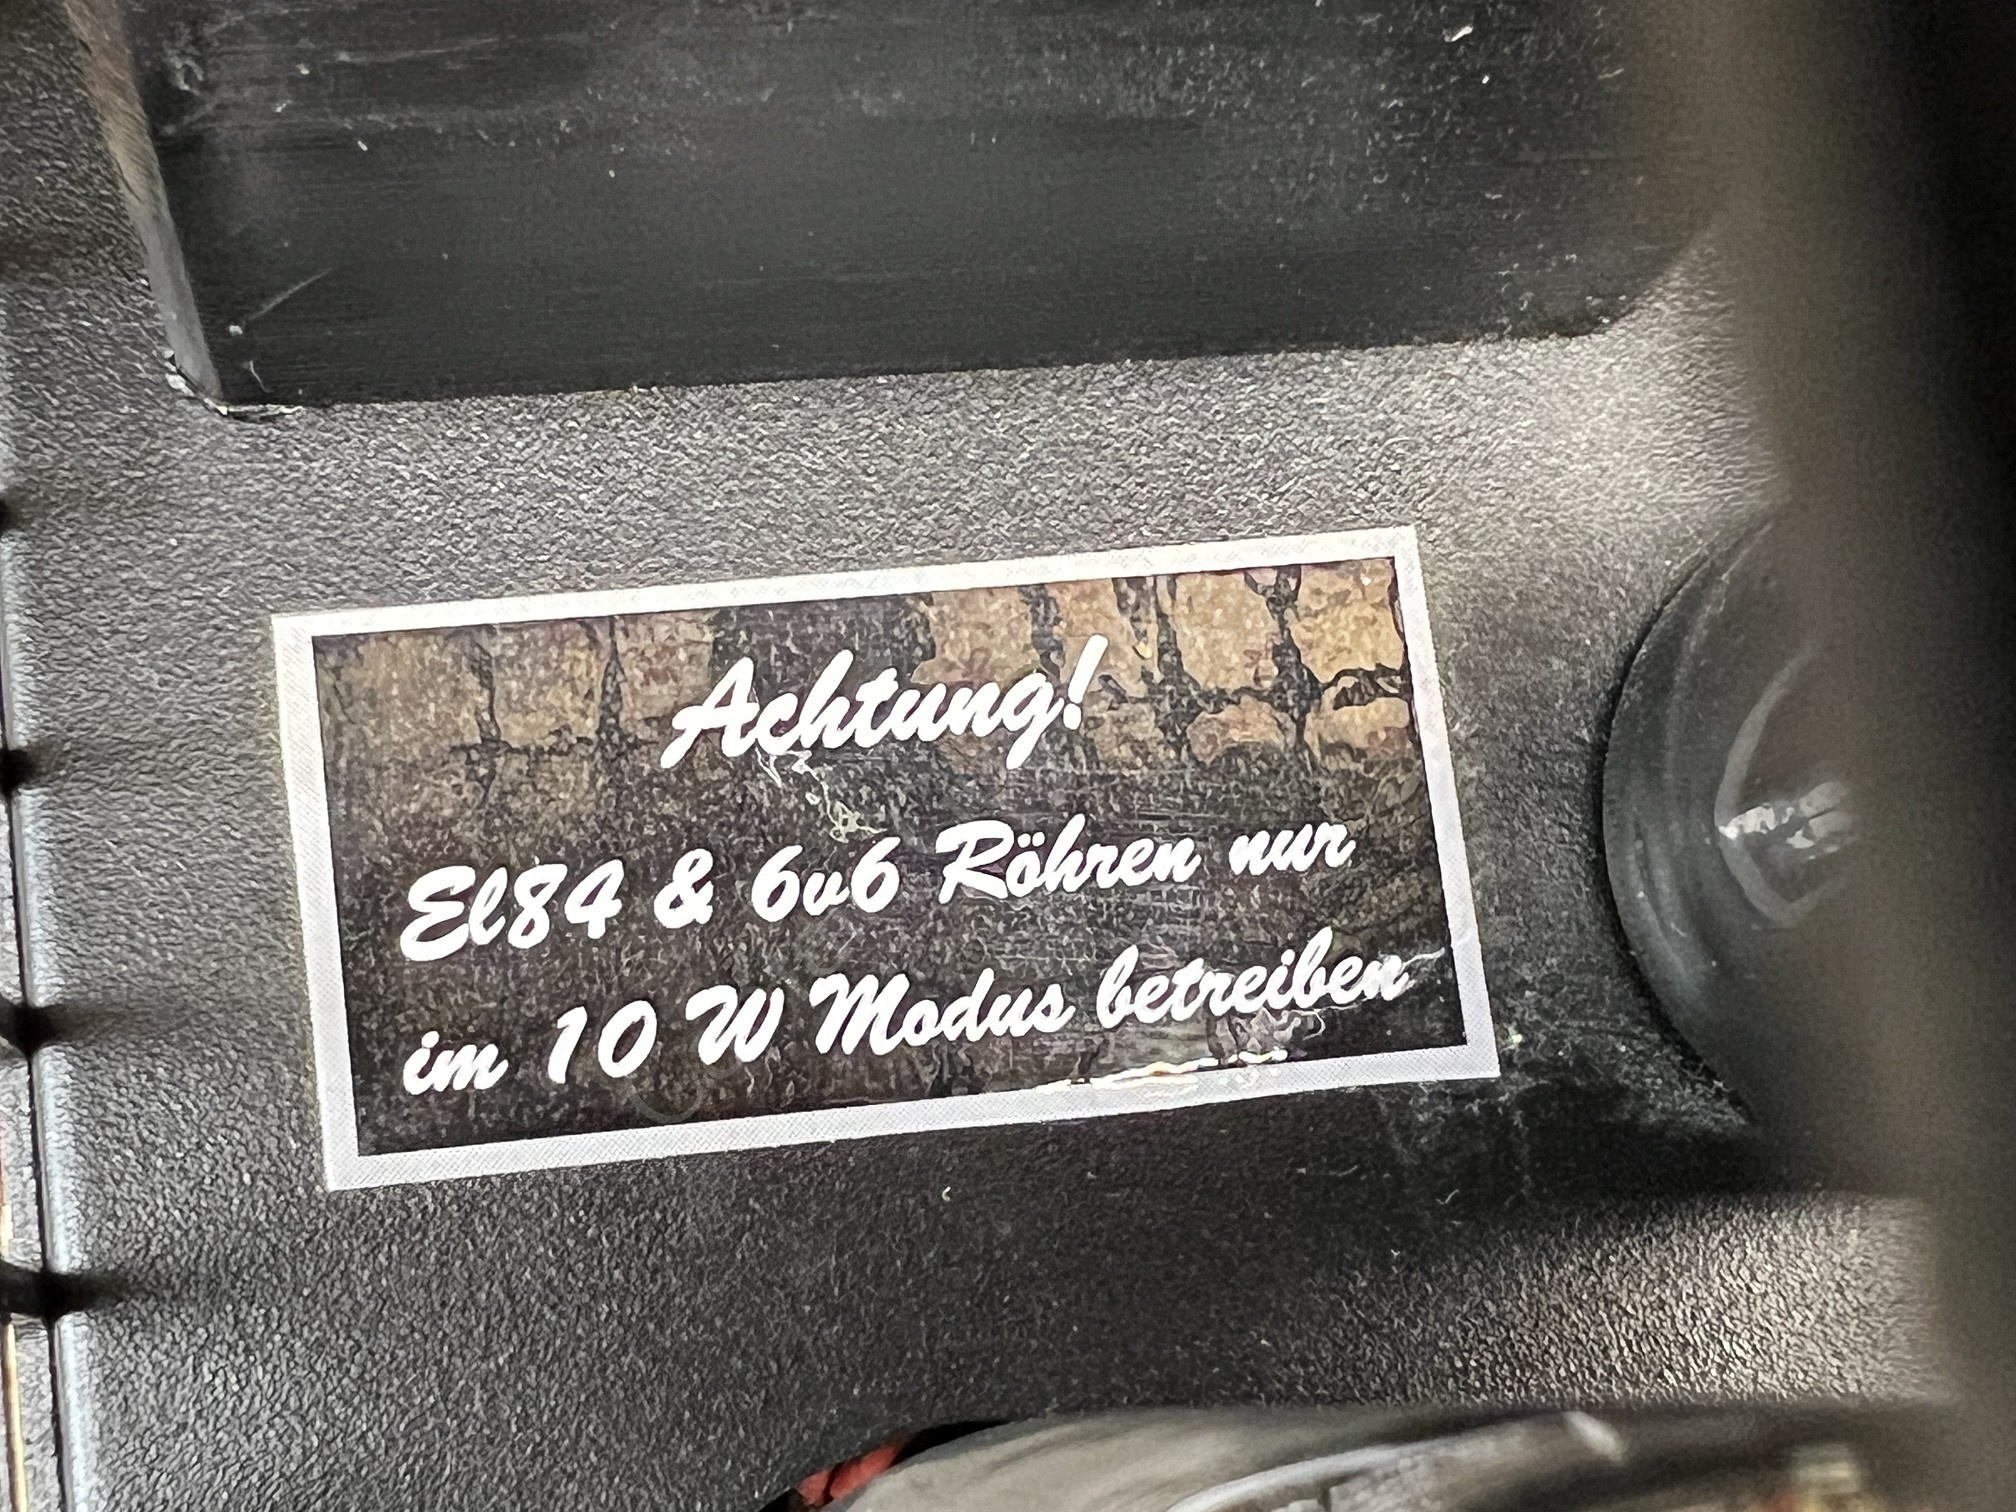 Achtung!
El84 & 6v6 Röhren nur
im 10 W Modus betreiben